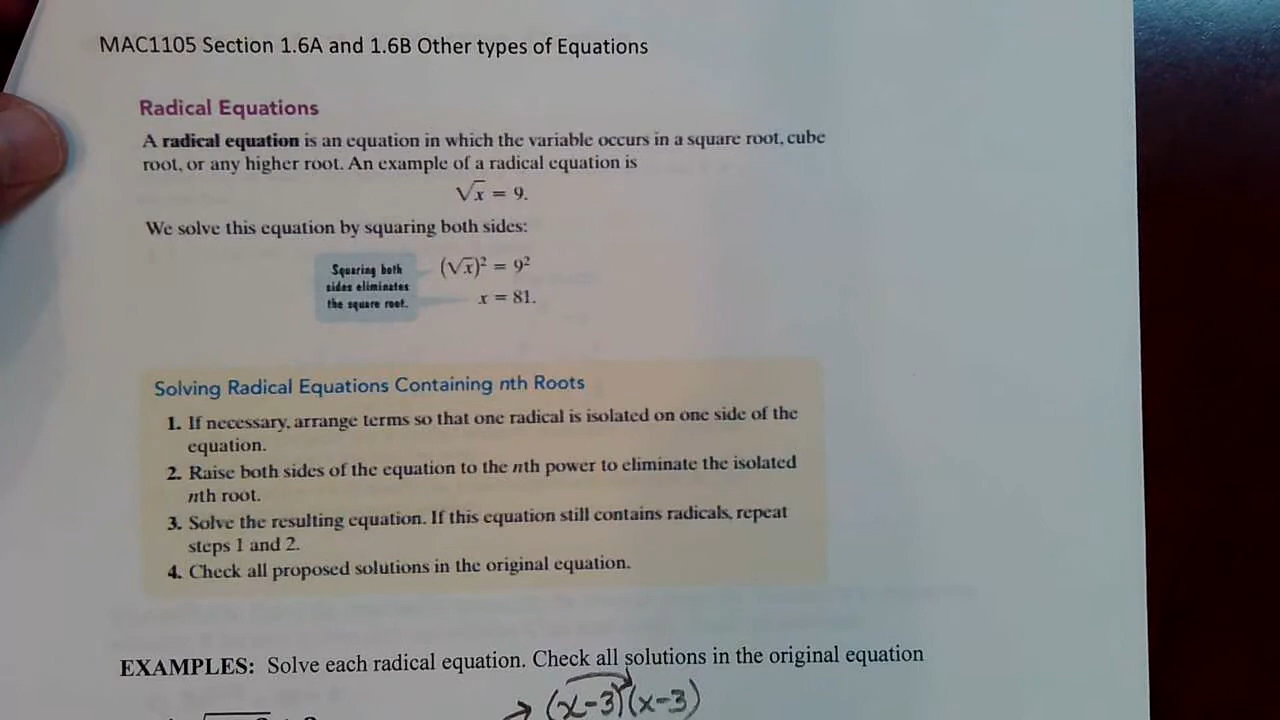 MAC1105 Section 1.6A and 1.6B Other types of Equations
Radical Equations
A radical equation is an equation in which the variable occurs in a square root, cube
root, or any higher root. An example of a radical equation is
√x = 9.
We solve this equation by squaring both sides:
Squaring both
sides eliminates
the square root.
(√x)² = 9²
x = 81.
Solving Radical Equations Containing nth Roots
1. If necessary, arrange terms so that one radical is isolated on one side of the
equation.
2. Raise both sides of the equation to the nth power to eliminate the isolated
nth root.
3. Solve the resulting equation. If this equation still contains radicals, repeat
steps 1 and 2.
4. Check all proposed solutions in the original equation.
EXAMPLES: Solve each radical equation. Check all solutions in the original equation
→ (x-3)(x-3)